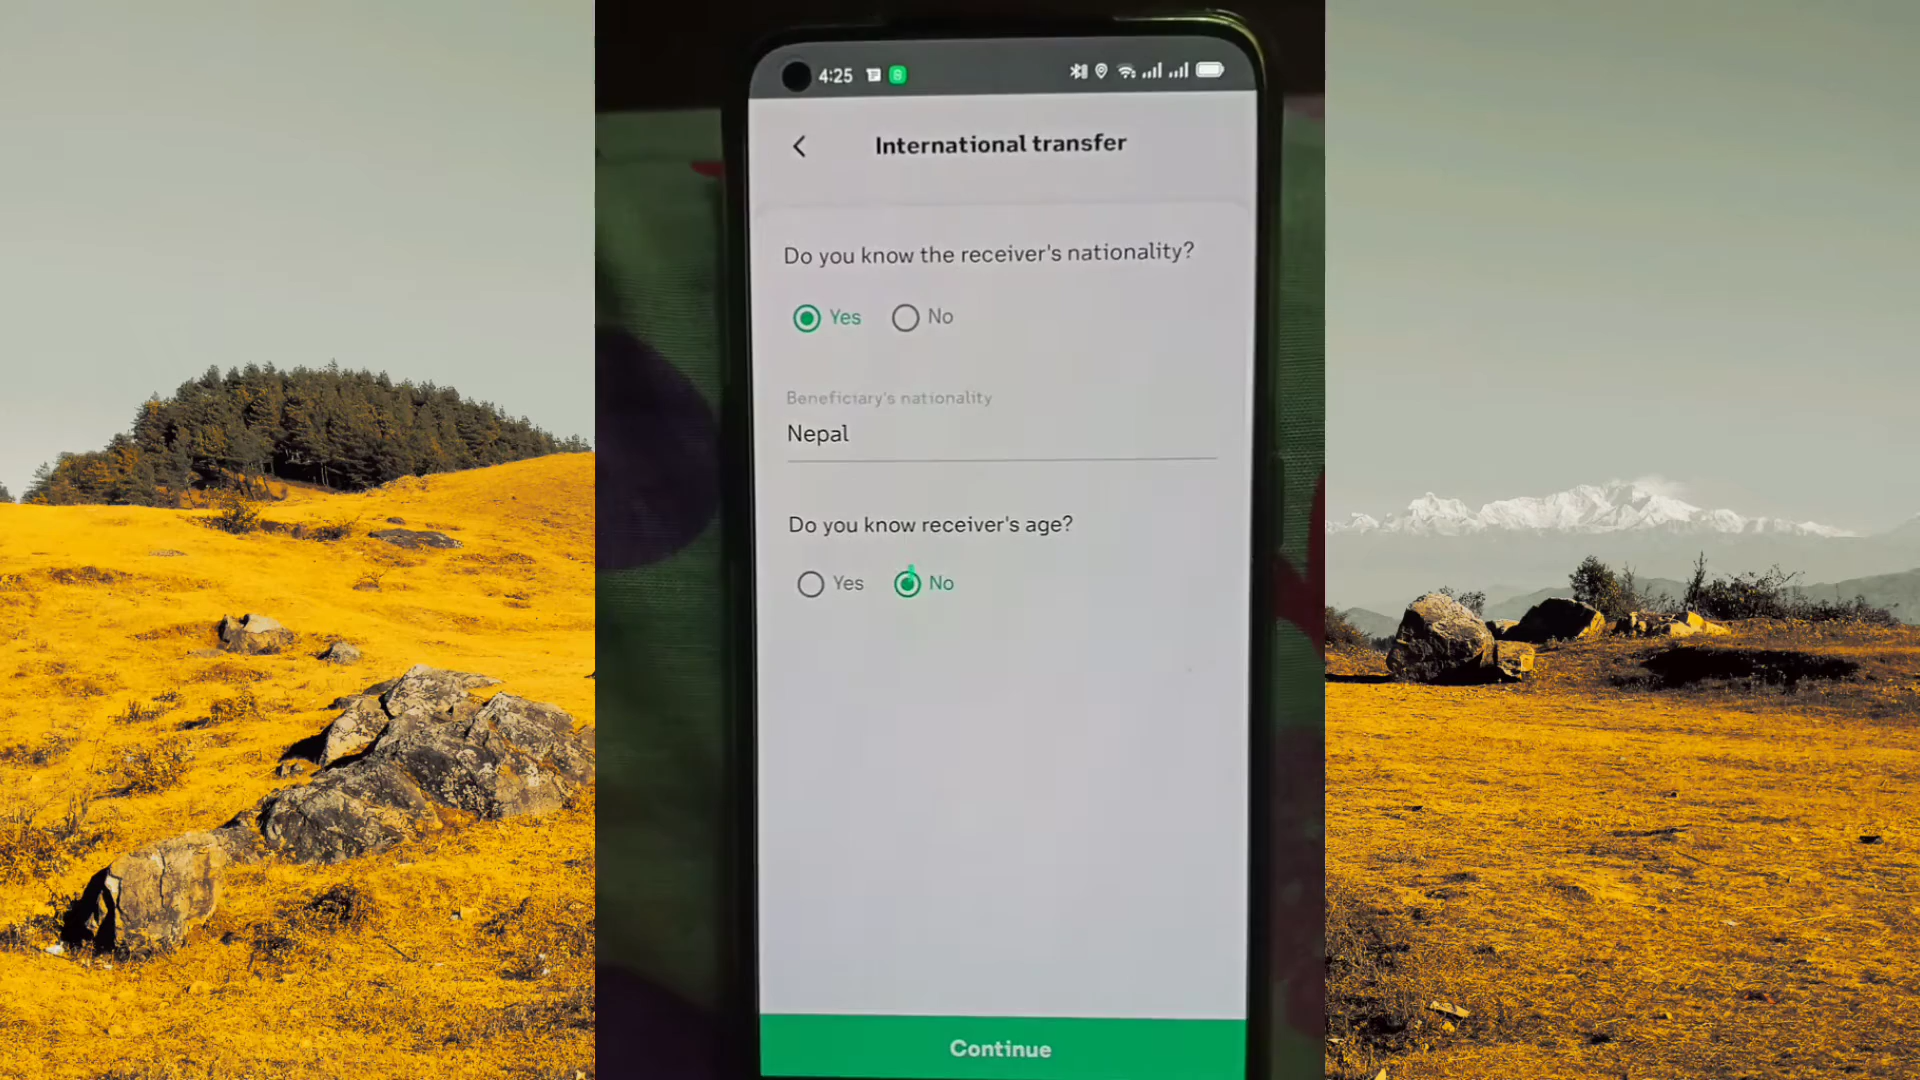 4:25
International transfer
Do you know the receiver's nationality?
Yes No
Beneficiary's nationality
Nepal
Do you know receiver's age?
Yes No
Continue